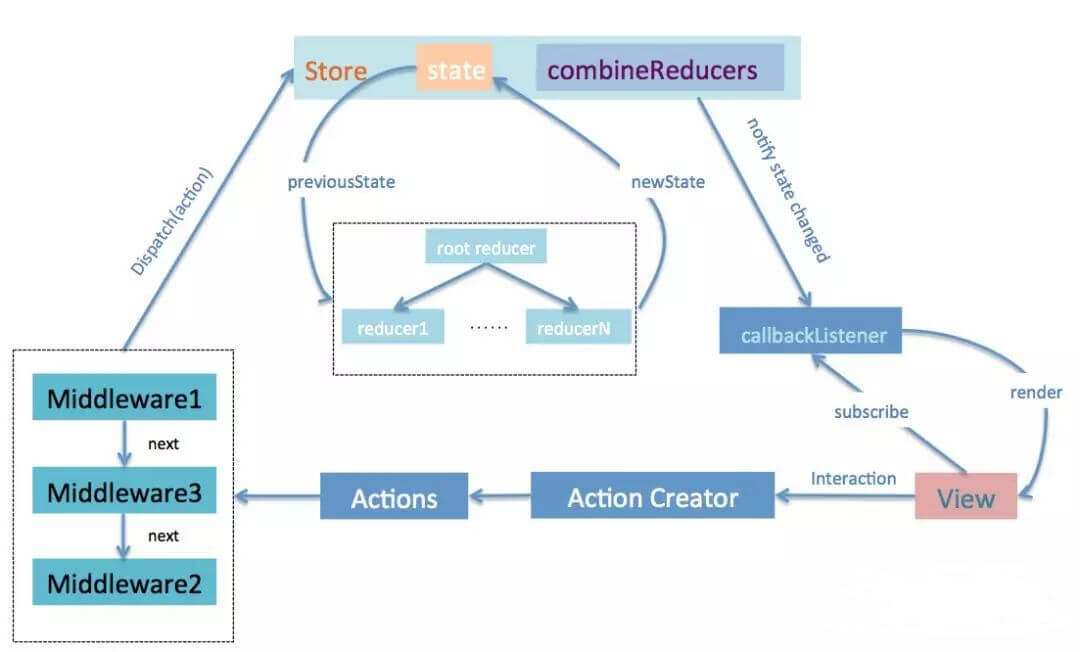 Store
state
combineReducers
Dispatch(action)
previousState
newState
notify state changed
root reducer
reducer1
......
reducerN
callbackListener
render
subscribe
Middleware1
next
Middleware3
next
Middleware2
Actions
Action Creator
Interaction
View